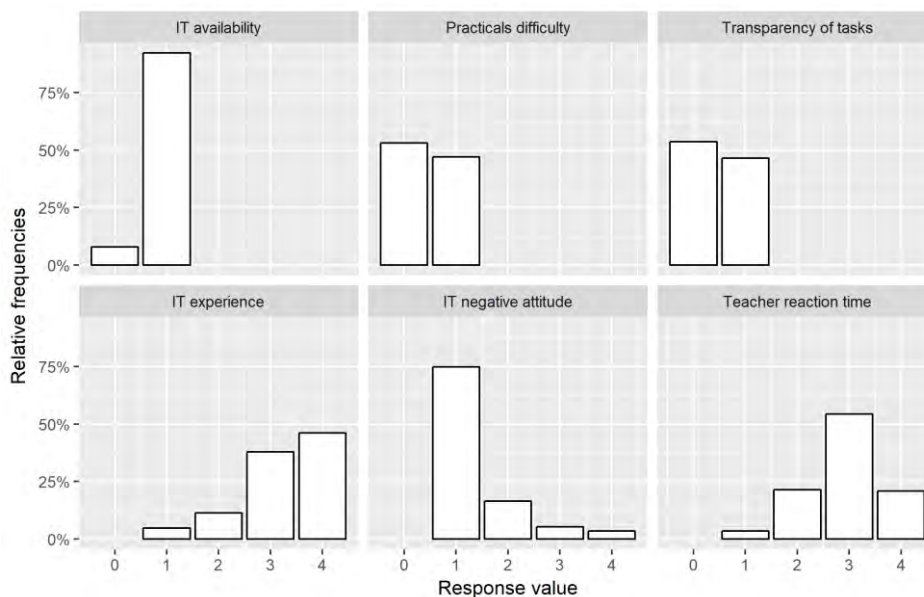 IT availability
Practicals difficulty
Transparency of tasks
75%
50%
25%
0%
Relative frequencies
IT experience
IT negative attitude
Teacher reaction time
75%
50%
25%
0%
0 1 2 3 4
0 1 2 3 4
0 1 2 3 4
Response value